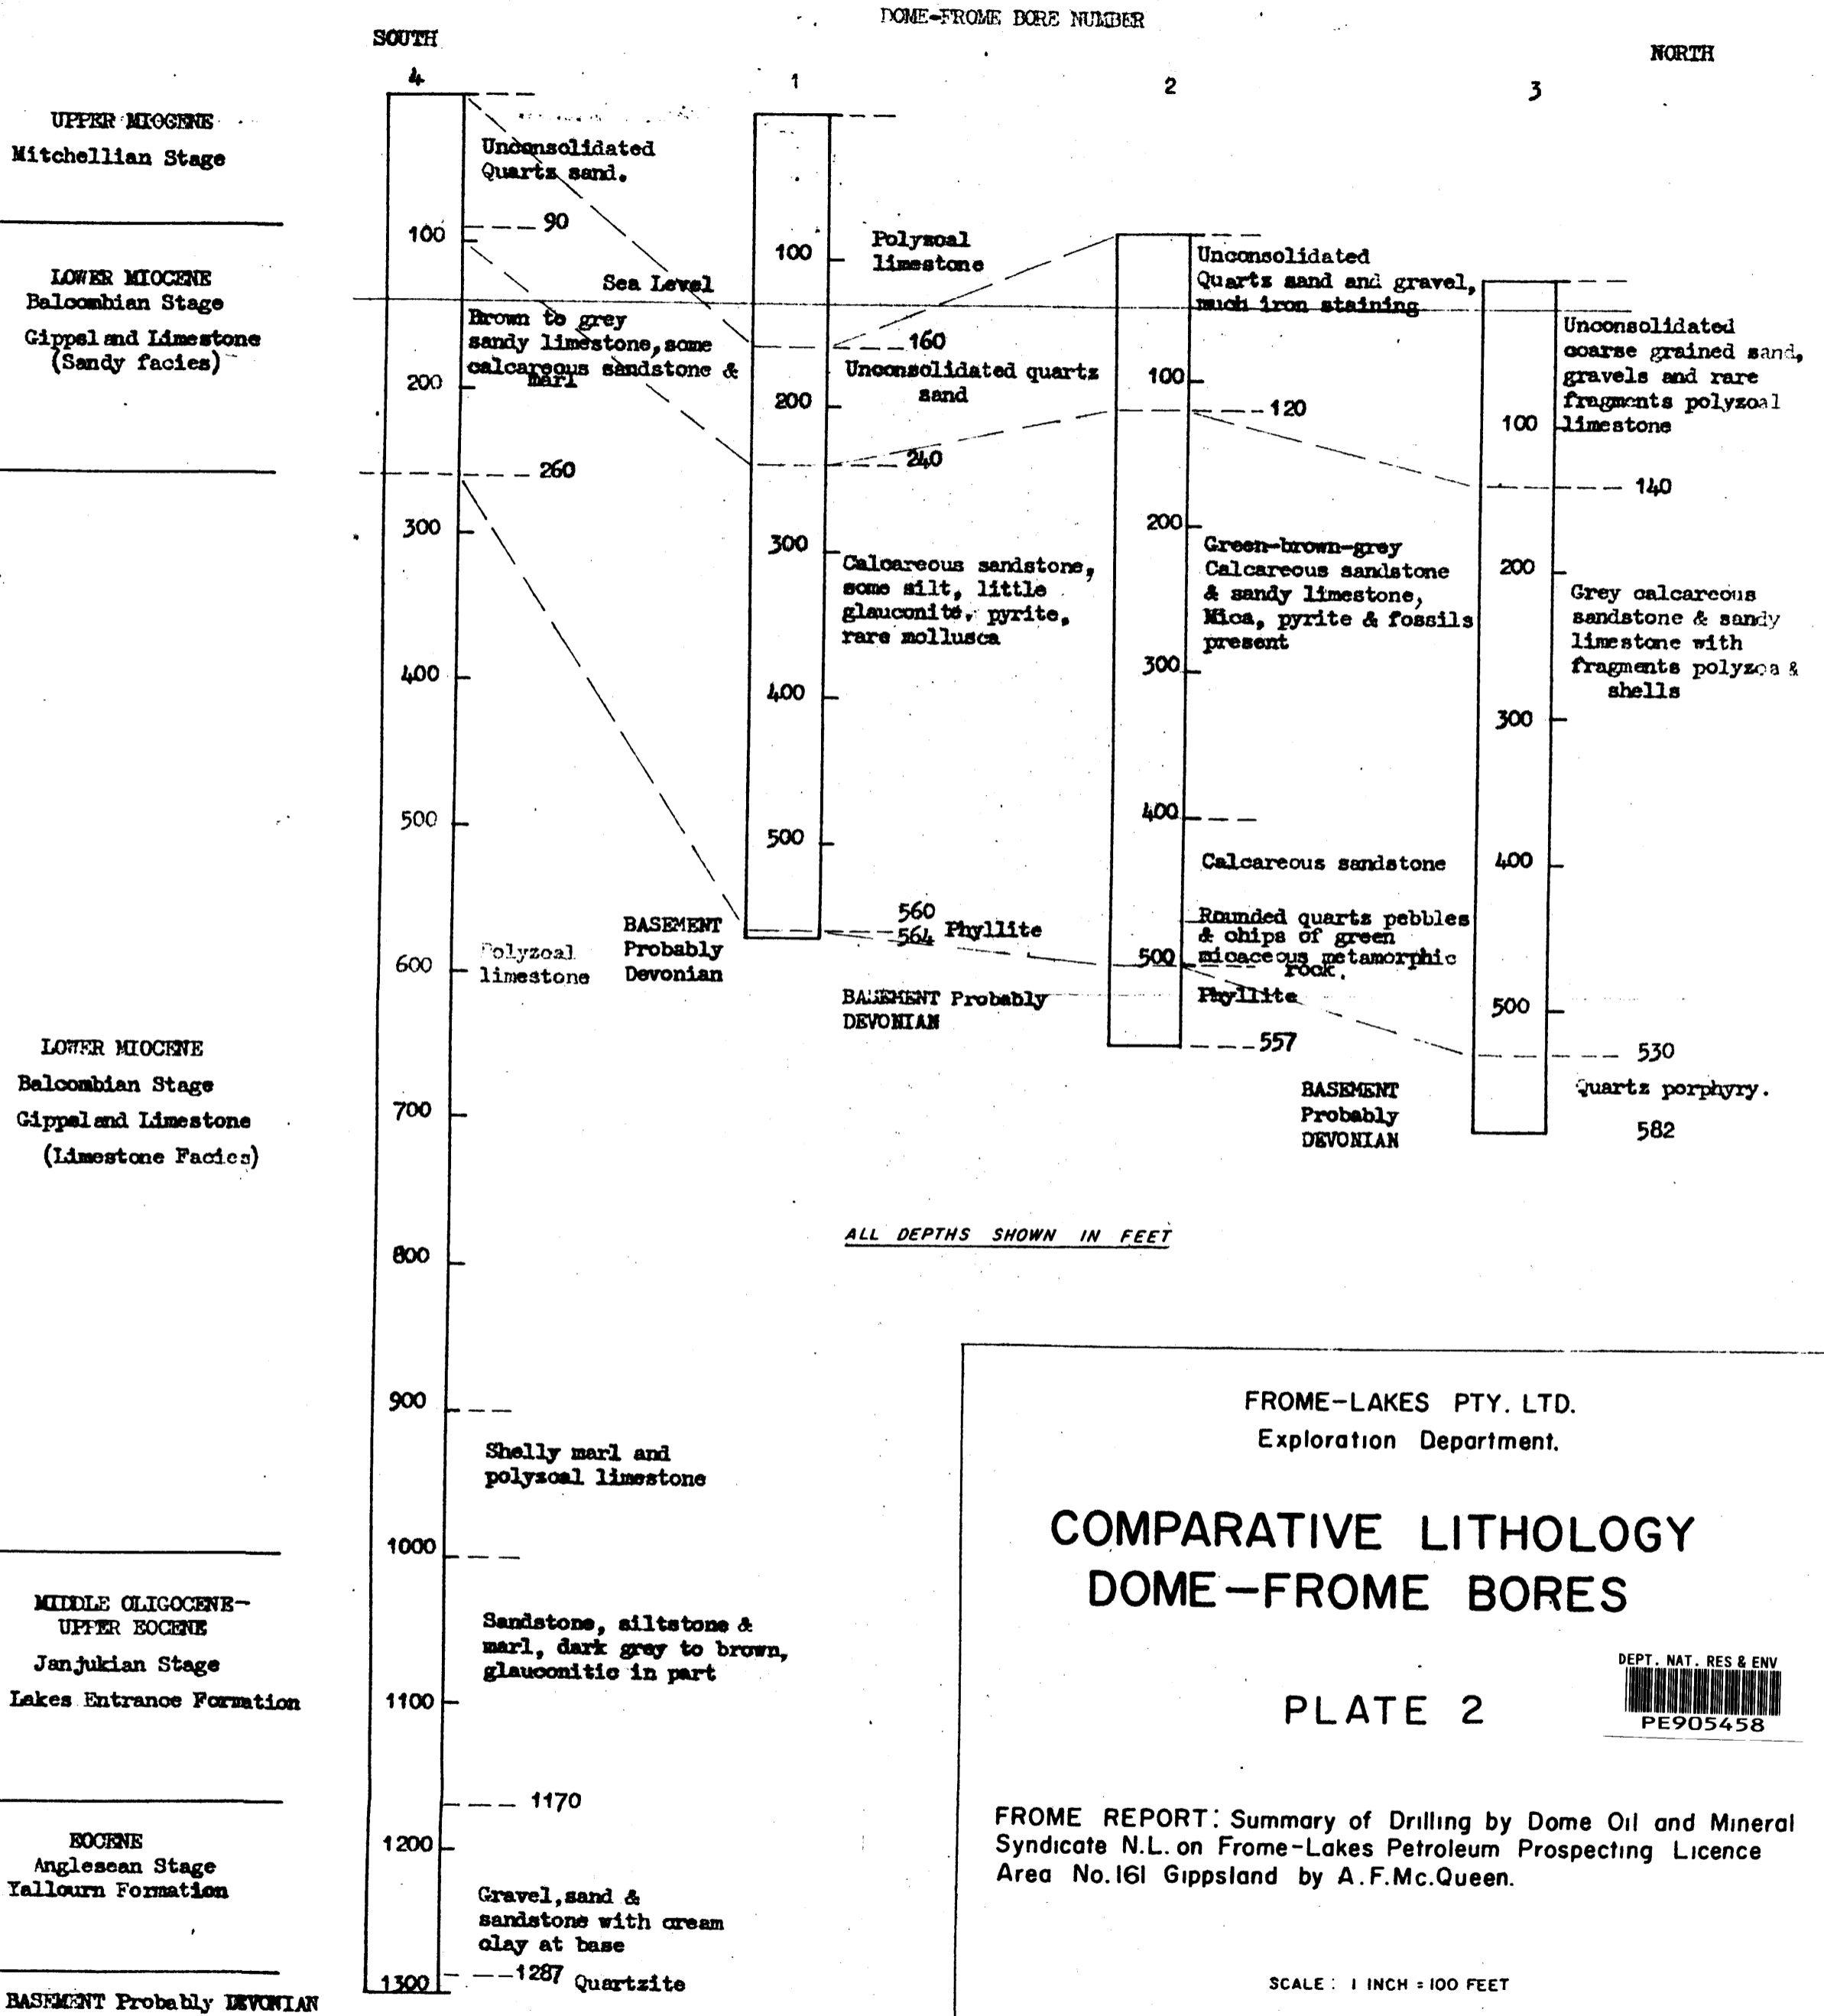 DOME-FROME BORE NUMBER
SOUTH
NORTH
4
1
2
3
UPPER MIOCENE
Mitchellian Stage
LOWER MIOCENE
Balcombian Stage
Gippsland Limestone
(Sandy facies)
LOWER MIOCENE
Balcombian Stage
Gippsland Limestone
(Limestone Facies)
MIDDLE OLIGOCENE-
UPPER EOCENE
Janjukian Stage
Lakes Entrance Formation
EOCENE
Anglesean Stage
Yallourn Formation
BASEMENT Probably DEVONIAN
100
200
300
400
500
600
700
800
900
1000
1100
1200
1300
Unconsolidated
Quartz sand.
90
Sea Level
Brown to grey
sandy limestone, some
calcareous sandstone &
marl
260
Polyzoal
limestone
Shelly marl and
polyzoal limestone
Sandstone, siltstone &
marl, dark grey to brown,
glauconitic in part
1170
Gravel, sand &
sandstone with cream
clay at base
1287 Quartzite
BASEMENT
Probably
Devonian
100
200
300
400
500
Polyzoal
limestone
160
Unconsolidated quartz
sand
240
Calcareous sandstone,
some silt, little
glauconite, pyrite,
rare mollusca
560
564 Phyllite
BASEMENT Probably
DEVONIAN
100
200
300
400
500
Unconsolidated
Quartz sand and gravel,
much iron staining
120
Green-brown-grey
Calcareous sandstone
& sandy limestone,
Mica, pyrite & fossils
present
Calcareous sandstone
Rounded quartz pebbles
& chips of green
micaceous metamorphic
rock.
Phyllite
557
BASEMENT
Probably
DEVONIAN
100
200
300
400
500
Unconsolidated
coarse grained sand,
gravels and rare
fragments polyzoal
limestone
140
Grey calcareous
sandstone & sandy
limestone with
fragments polyzoa &
shells
530
Quartz porphyry.
582
ALL DEPTHS SHOWN IN FEET
FROME-LAKES PTY. LTD.
Exploration Department.
COMPARATIVE LITHOLOGY
DOME-FROME BORES
PLATE 2
DEPT. NAT. RES & ENV
PE905458
FROME REPORT: Summary of Drilling by Dome Oil and Mineral
Syndicate N.L. on Frome-Lakes Petroleum Prospecting Licence
Area No.161 Gippsland by A.F.Mc.Queen.
SCALE: 1 INCH = 100 FEET